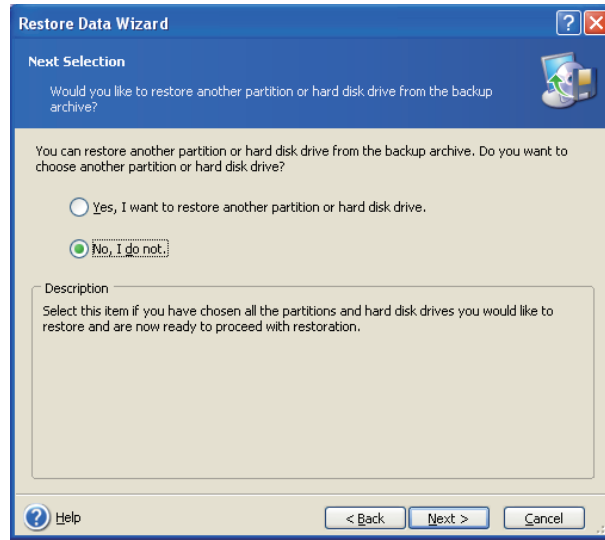 Restore Data Wizard
Next Selection
Would you like to restore another partition or hard disk drive from the backup
archive?
You can restore another partition or hard disk drive from the backup archive. Do you want to
choose another partition or hard disk drive?
Yes, I want to restore another partition or hard disk drive.
No, I do not.
Description
Select this item if you have chosen all the partitions and hard disk drives you would like to
restore and are now ready to proceed with restoration.
Help
< Back
Next >
Cancel